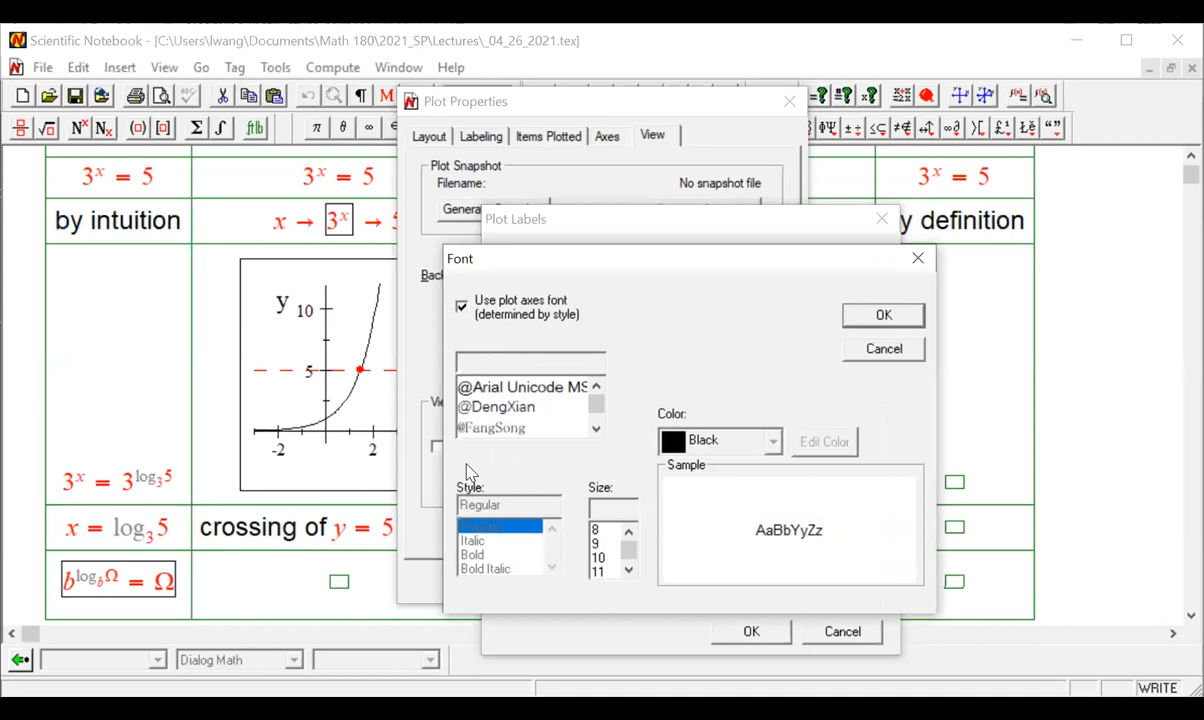 Scientific Notebook - [C:\Users\lwang\Documents\Math 180\2021_SP\Lectures\_04_26_2021.tex]
File Edit Insert View Go Tag Tools Compute Window Help
Plot Properties
Layout Labeling Items Plotted Axes View
Plot Snapshot
Filename: No snapshot file
Plot Labels
Font
Use plot axes font
(determined by style)
OK
Cancel
@Arial Unicode MS
@DengXian
@FangSong
Color:
Black
Edit Color
Style:
Regular
Italic
Bold
Bold Italic
Size:
8
9
10
11
Sample
AaBbYyZz
OK Cancel
3ˣ = 5 3ˣ = 5 3ˣ = 5
by intuition x → 3ˣ → y definition
y 10
5
-2 2
3ˣ = 3^log₃5
x = log₃5 crossing of y = 5
b^log_bΩ = Ω
Dialog Math
WRITE